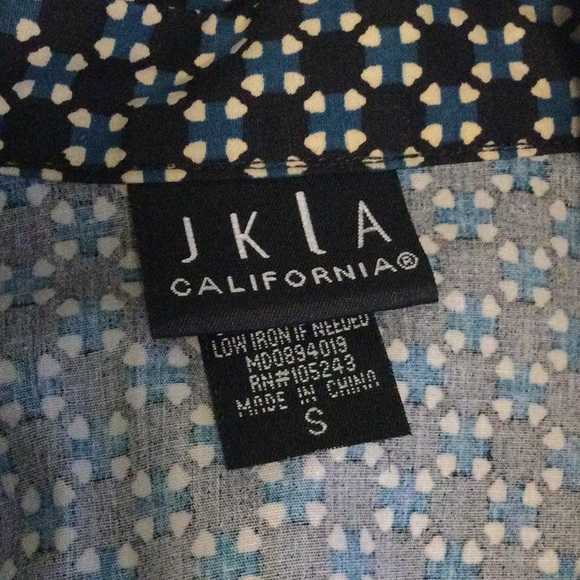 JKLA
CALIFORNIA®
LOW IRON IF NEEDED
MD0894019
RN#105243
MADE IN CHINA
S